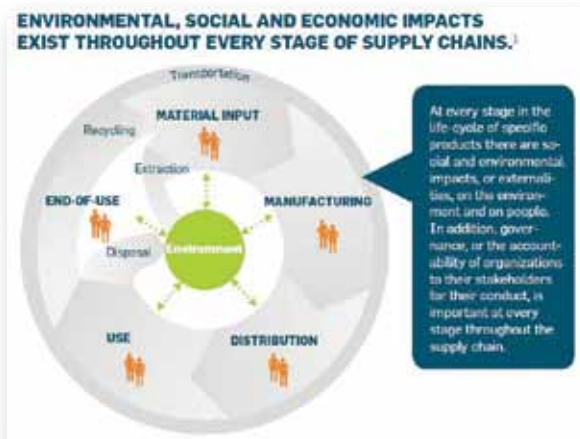 ENVIRONMENTAL, SOCIAL AND ECONOMIC IMPACTS
EXIST THROUGHOUT EVERY STAGE OF SUPPLY CHAINS.¹
Transportation
MATERIAL INPUT
Recycling
Extraction
END-OF-USE
MANUFACTURING
Environment
Disposal
USE
DISTRIBUTION
At every stage in the
life-cycle of specific
products there are so-
cial and environmental
impacts, or externali-
ties, on the environ-
ment and on people.
In addition, gover-
nance, or the account-
ability of organizations
to their stakeholders
for their conduct, is
important at every
stage throughout the
supply chain.